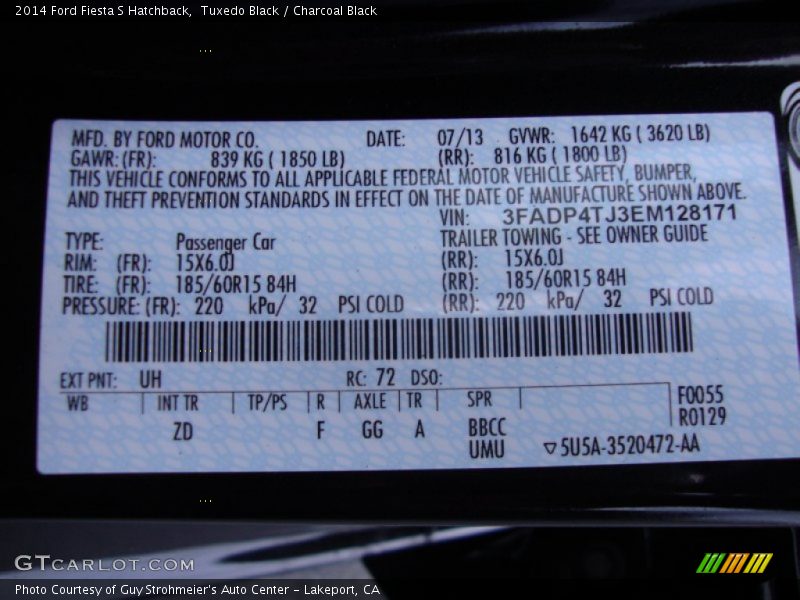 2014 Ford Fiesta S Hatchback, Tuxedo Black / Charcoal Black
MFD. BY FORD MOTOR CO. DATE: 07/13 GVWR: 1642 KG ( 3620 LB)
GAWR: (FR): 839 KG ( 1850 LB) (RR): 816 KG ( 1800 LB)
THIS VEHICLE CONFORMS TO ALL APPLICABLE FEDERAL MOTOR VEHICLE SAFETY, BUMPER,
AND THEFT PREVENTION STANDARDS IN EFFECT ON THE DATE OF MANUFACTURE SHOWN ABOVE.
VIN: 3FADP4TJ3EM128171
TYPE: Passenger Car TRAILER TOWING - SEE OWNER GUIDE
RIM: (FR): 15X6.0J (RR): 15X6.0J
TIRE: (FR): 185/60R15 84H (RR): 185/60R15 84H
PRESSURE: (FR): 220 kPa/ 32 PSI COLD (RR): 220 kPa/ 32 PSI COLD
EXT PNT: UH RC: 72 DSO:
WB INT TR TP/PS R AXLE TR SPR F0055
R0129
ZD F GG A BBCC
UMU ▽5U5A-3520472-AA
GTCARLOT.COM
Photo Courtesy of Guy Strohmeier's Auto Center - Lakeport, CA